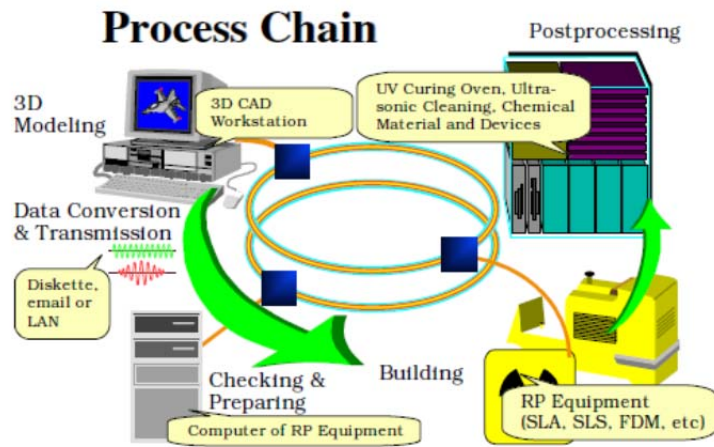 Process Chain
3D
Modeling
3D CAD
Workstation
Postprocessing
UV Curing Oven, Ultra-
sonic Cleaning, Chemical
Material and Devices
Data Conversion
& Transmission
Diskette,
email or
LAN
Checking &
Preparing
Computer of RP Equipment
Building
RP Equipment
(SLA, SLS, FDM, etc)